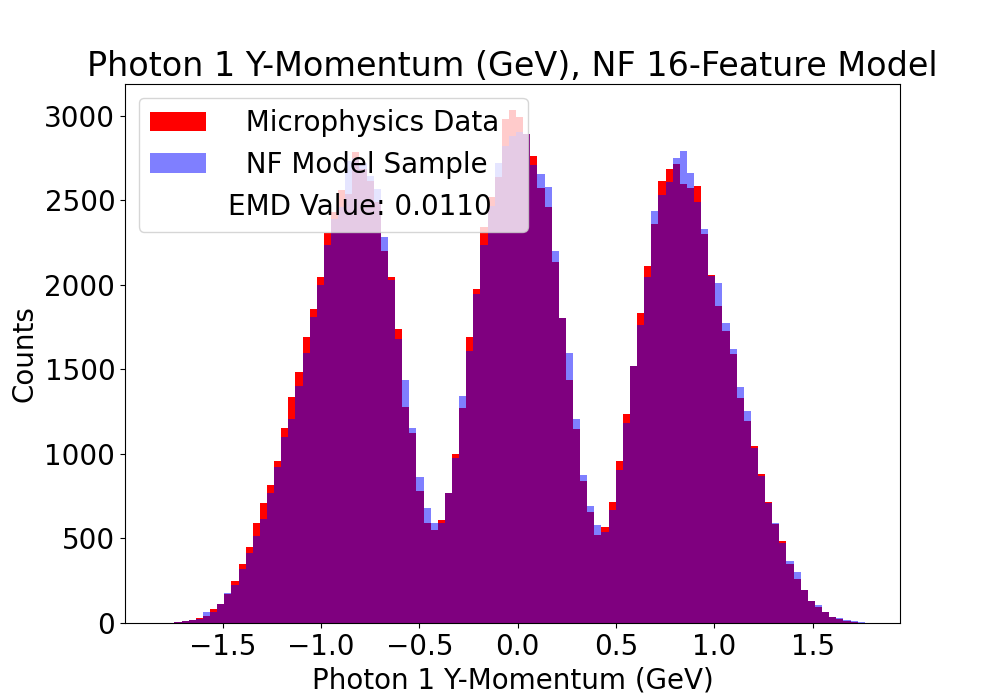 Photon 1 Y-Momentum (GeV), NF 16-Feature Model
Microphysics Data
NF Model Sample
EMD Value: 0.0110
Counts
3000
2500
2000
1500
1000
500
0
−1.5 −1.0 −0.5 0.0 0.5 1.0 1.5
Photon 1 Y-Momentum (GeV)